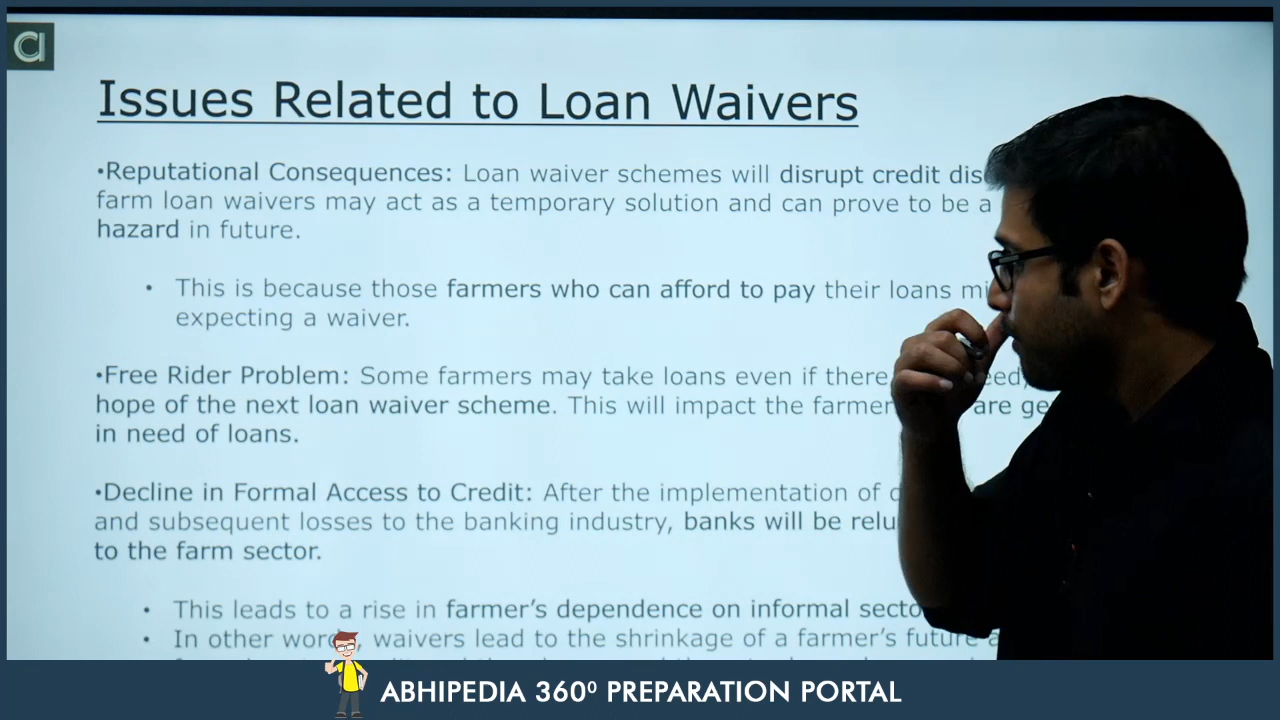 Issues Related to Loan Waivers
•Reputational Consequences: Loan waiver schemes will disrupt credit
farm loan waivers may act as a temporary solution and can prove to be a
hazard in future.
• This is because those farmers who can afford to pay their loans
expecting a waiver.
•Free Rider Problem: Some farmers may take loans even if there
hope of the next loan waiver scheme. This will impact the are
in need of loans.
•Decline in Formal Access to Credit: After the implementation of
and subsequent losses to the banking industry, banks will be
to the farm sector.
• This leads to a rise in farmer’s dependence on informal
• In other waivers lead to the shrinkage of a farmer’s future
ABHIPEDIA 360⁰ PREPARATION PORTAL